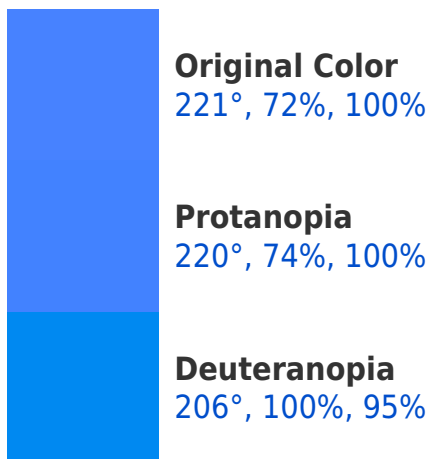 Original Color
221°, 72%, 100%
Protanopia
220°, 74%, 100%
Deuteranopia
206°, 100%, 95%